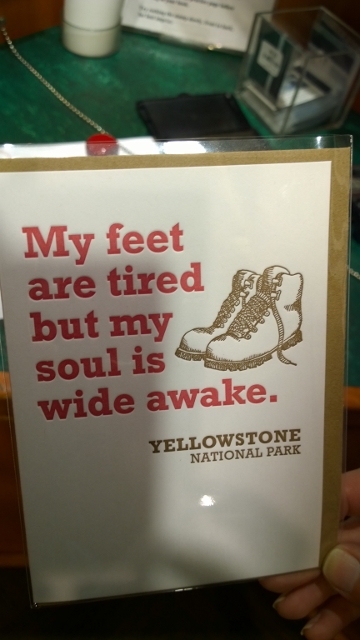 My feet
are tired
but my
soul is
wide awake.
YELLOWSTONE
NATIONAL PARK